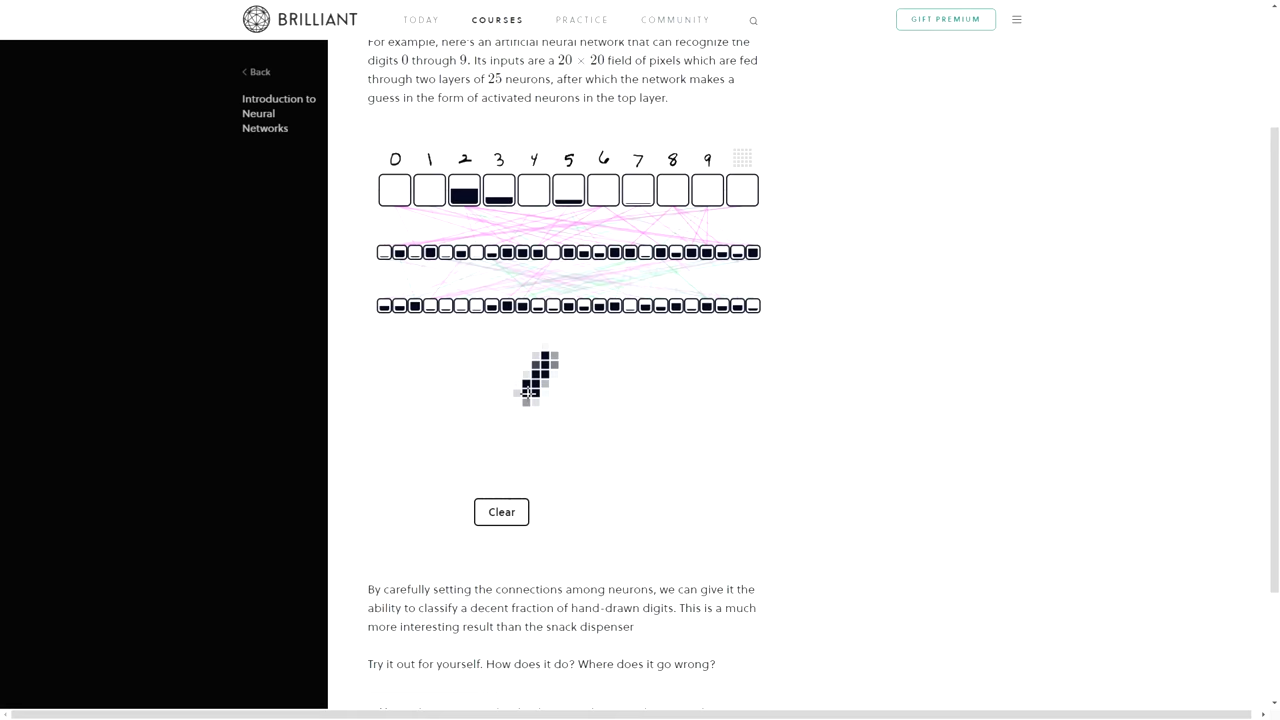 BRILLIANT
TODAY COURSES PRACTICE COMMUNITY
GIFT PREMIUM
Back
Introduction to
Neural
Networks
For example, here's an artificial neural network that can recognize the
digits 0 through 9. Its inputs are a 20 × 20 field of pixels which are fed
through two layers of 25 neurons, after which the network makes a
guess in the form of activated neurons in the top layer.
0 1 2 3 4 5 6 7 8 9
Clear
By carefully setting the connections among neurons, we can give it the
ability to classify a decent fraction of hand-drawn digits. This is a much
more interesting result than the snack dispenser
Try it out for yourself. How does it do? Where does it go wrong?